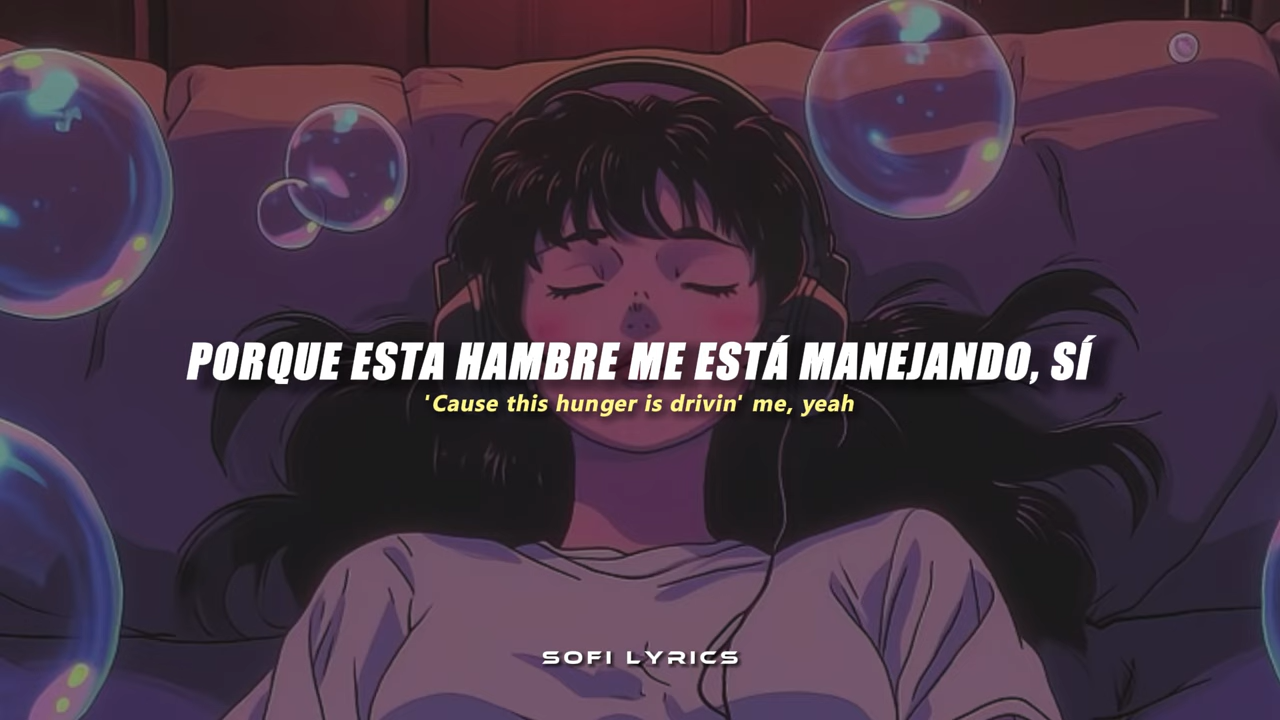 PORQUE ESTA HAMBRE ME ESTÁ MANEJANDO, SÍ
'Cause this hunger is drivin' me, yeah
SOFI LYRICS